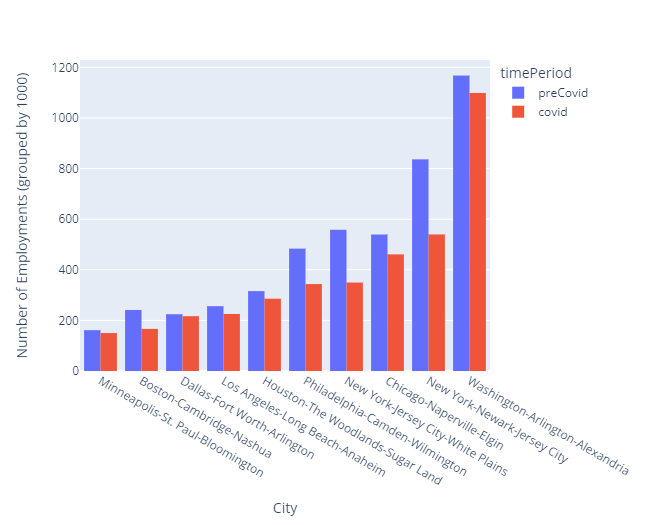 timePeriod
preCovid
covid
Number of Employments (grouped by 1000)
1200
1000
800
600
400
200
0
Minneapolis-St. Paul-Bloomington
Boston-Cambridge-Nashua
Dallas-Fort Worth-Arlington
Los Angeles-Long Beach-Anaheim
Houston-The Woodlands-Sugar Land
Philadelphia-Camden-Wilmington
New York-Jersey City-White Plains
Chicago-Naperville-Elgin
New York-Newark-Jersey City
Washington-Arlington-Alexandria
City